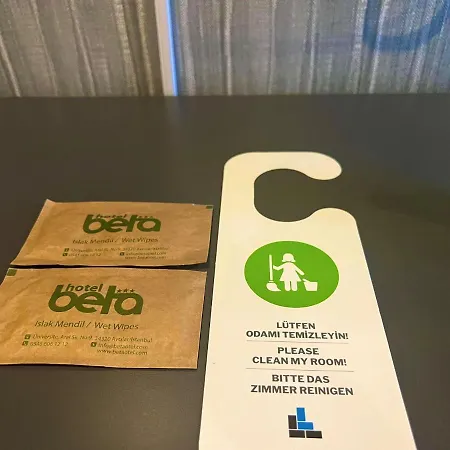 hotel
beta
Islak Mendil / Wet Wipes
hotel
beta***
Islak Mendil / Wet Wipes
LÜTFEN
ODAMI TEMİZLEYİN!
PLEASE
CLEAN MY ROOM!
BITTE DAS
ZIMMER REINIGEN